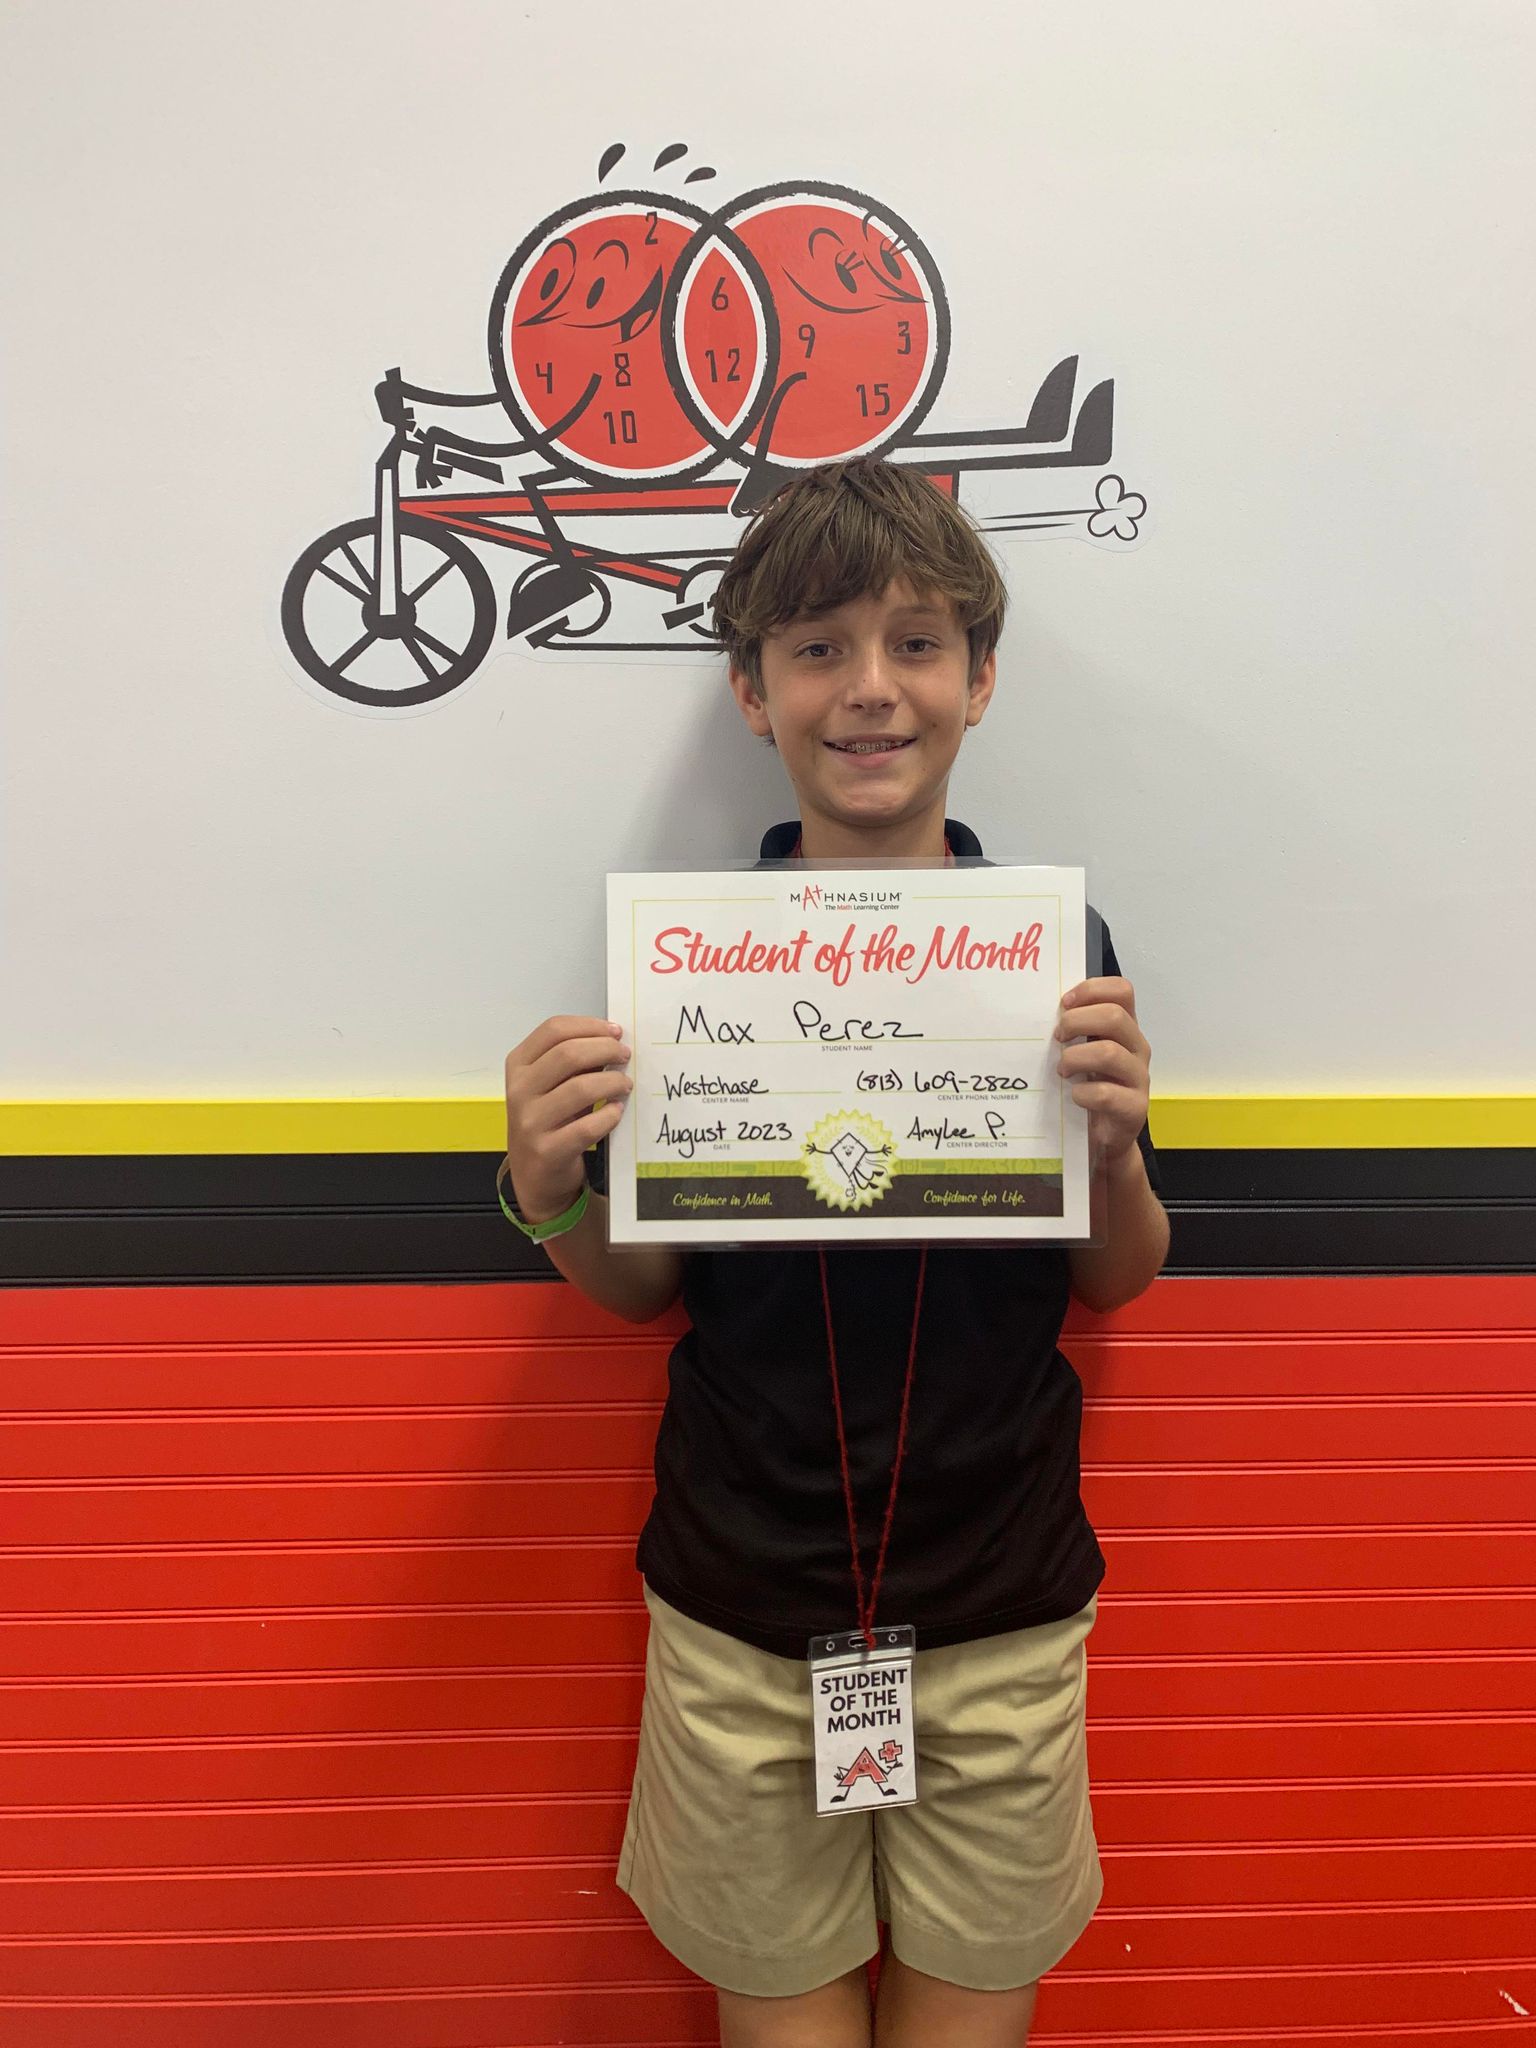 2
6
9
3
4
8
12
15
10
MATHNASIUM
The Math Learning Center
Student of the Month
Max Perez
STUDENT NAME
Westchase (813) 609-2820
CENTER NAME CENTER PHONE NUMBER
August 2023 AmyLee P.
DATE CENTER DIRECTOR
Confidence in Math. Confidence for Life.
STUDENT
OF THE
MONTH
A+